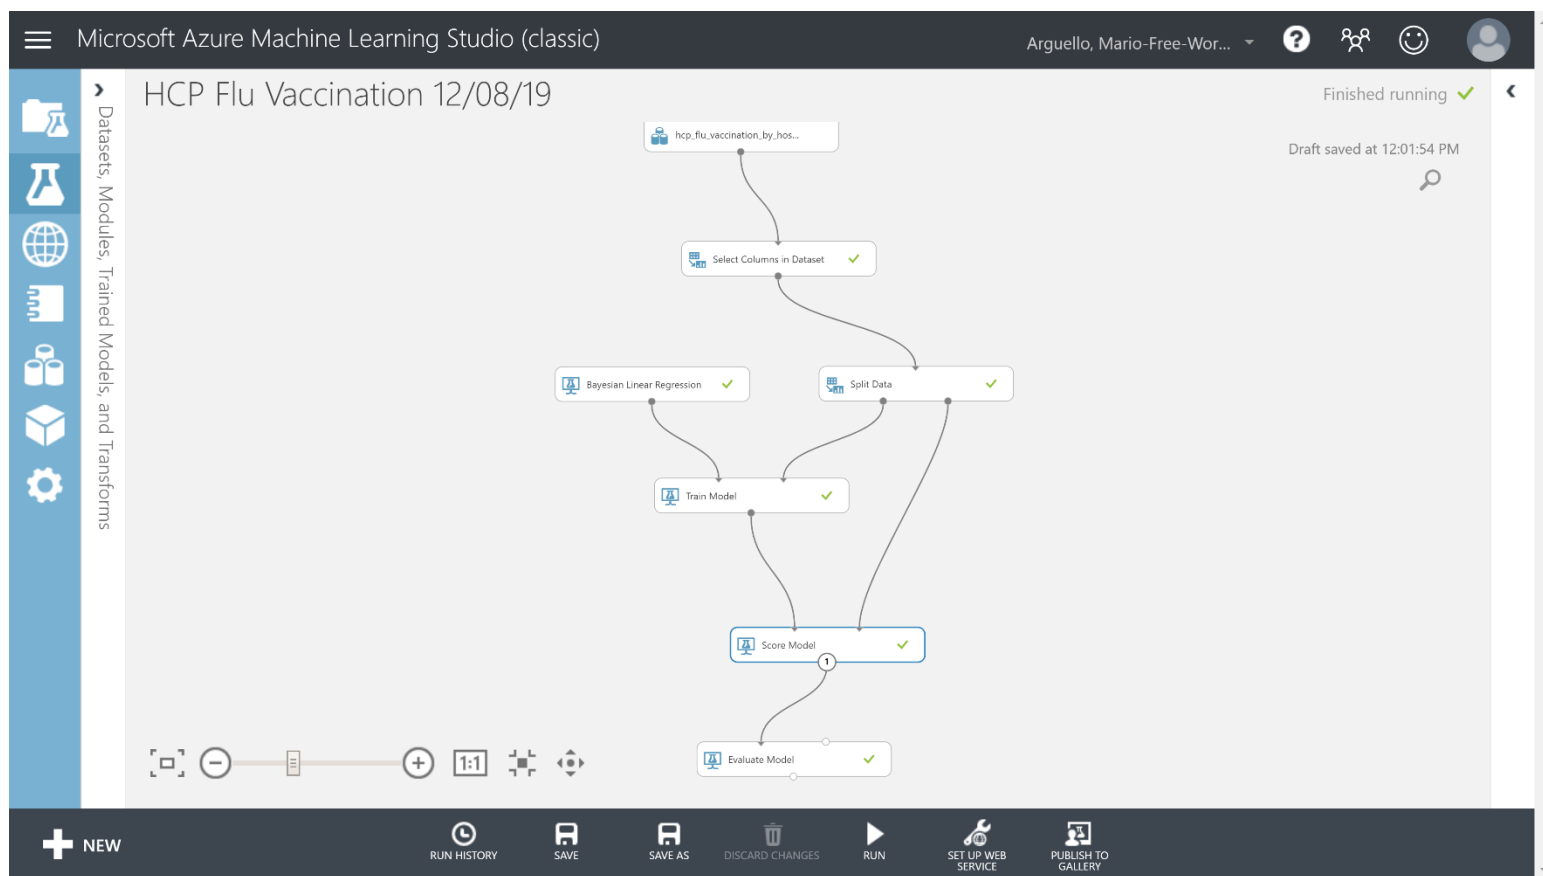 Microsoft Azure Machine Learning Studio (classic)
Arguello, Mario-Free-Wor...
?
HCP Flu Vaccination 12/08/19
Finished running
Draft saved at 12:01:54 PM
Datasets, Modules, Trained Models, and Transforms
hcp_flu_vaccination_by_hos...
Select Columns in Dataset
Bayesian Linear Regression
Split Data
Train Model
Score Model
1
Evaluate Model
1:1
NEW
RUN HISTORY
SAVE
SAVE AS
DISCARD CHANGES
RUN
SET UP WEB
SERVICE
PUBLISH TO
GALLERY